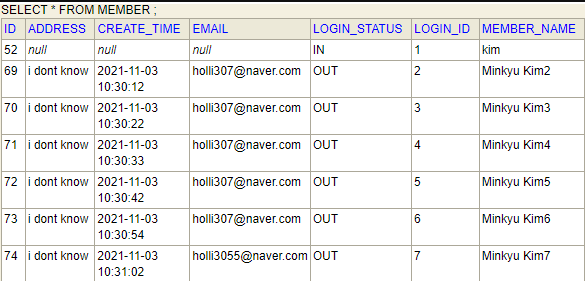 SELECT * FROM MEMBER ;
ID ADDRESS CREATE_TIME EMAIL LOGIN_STATUS LOGIN_ID MEMBER_NAME
52 null null null IN 1 kim
69 i dont know 2021-11-03 holli307@naver.com OUT 2 Minkyu Kim2
10:30:12
70 i dont know 2021-11-03 holli307@naver.com OUT 3 Minkyu Kim3
10:30:22
71 i dont know 2021-11-03 holli307@naver.com OUT 4 Minkyu Kim4
10:30:33
72 i dont know 2021-11-03 holli307@naver.com OUT 5 Minkyu Kim5
10:30:42
73 i dont know 2021-11-03 holli307@naver.com OUT 6 Minkyu Kim6
10:30:54
74 i dont know 2021-11-03 holli3055@naver.com OUT 7 Minkyu Kim7
10:31:02